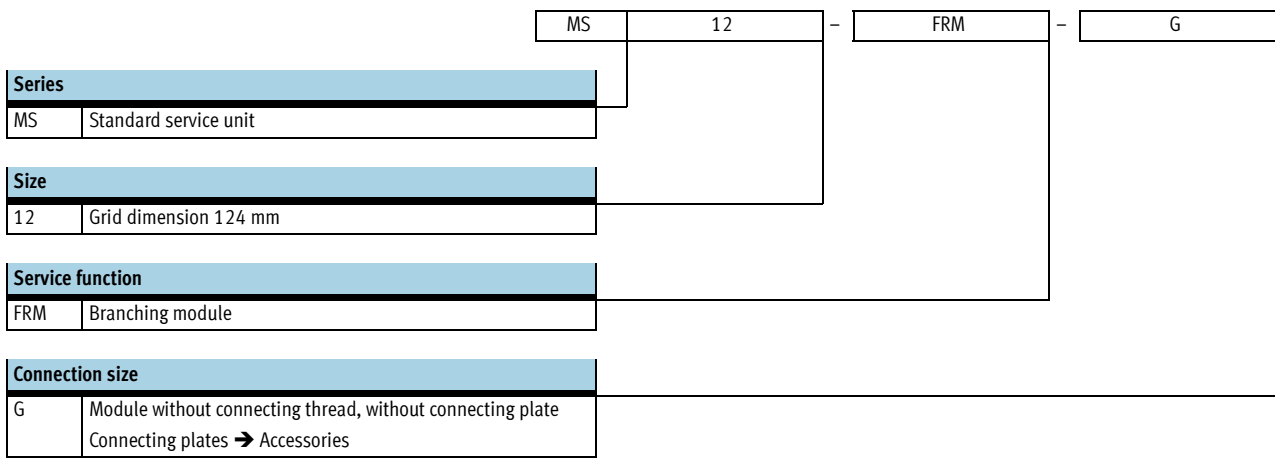 MS 12 – FRM – G
Series
MS Standard service unit
Size
12 Grid dimension 124 mm
Service function
FRM Branching module
Connection size
G Module without connecting thread, without connecting plate
Connecting plates ➔ Accessories